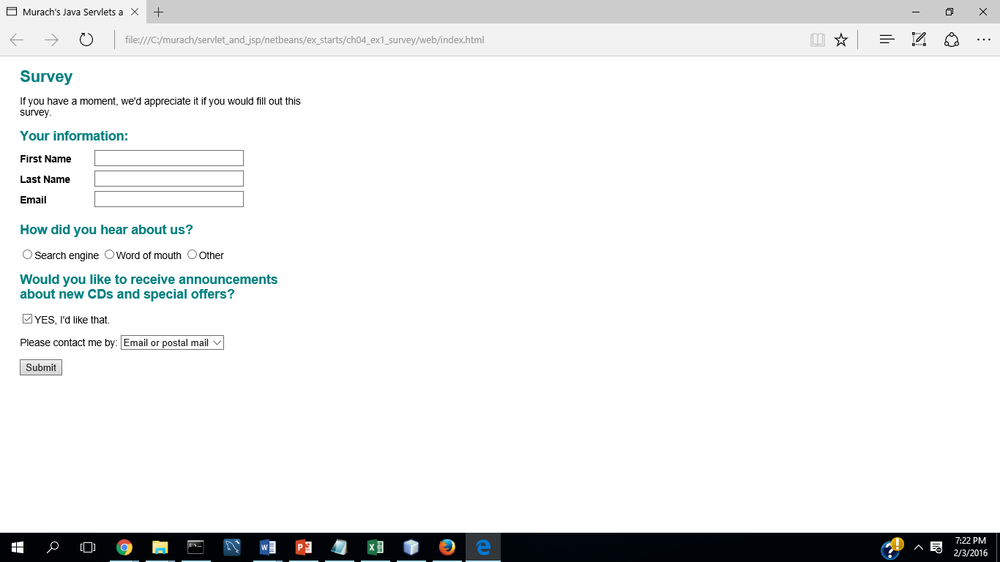 Murach's Java Servlets a
file:///C:/murach/servlet_and_jsp/netbeans/ex_starts/ch04_ex1_survey/web/index.html
Survey
If you have a moment, we'd appreciate it if you would fill out this
survey.
Your information:
First Name
Last Name
Email
How did you hear about us?
Search engine Word of mouth Other
Would you like to receive announcements
about new CDs and special offers?
YES, I'd like that.
Please contact me by: Email or postal mail
Submit
7:22 PM
2/3/2016